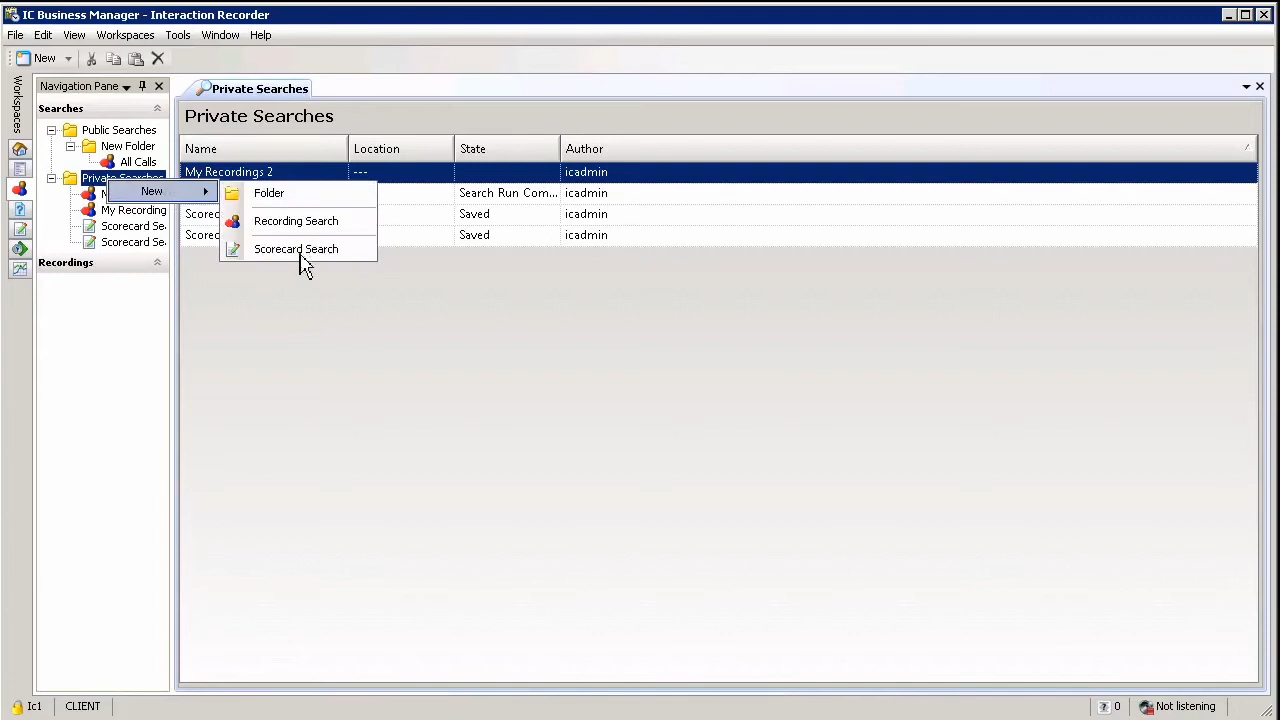 IC Business Manager - Interaction Recorder
File Edit View Workspaces Tools Window Help
New
Workspaces
Navigation Pane
Searches
Public Searches
New Folder
All Calls
Private Searches
My Recording
Scorecard Se
Scorecard Se
Recordings
Private Searches
Private Searches
Name Location State Author
My Recordings 2 --- icadmin
Search Run Com... icadmin
Scored Saved icadmin
Scored Saved icadmin
New
Folder
Recording Search
Scorecard Search
Ic1 CLIENT 0 Not listening